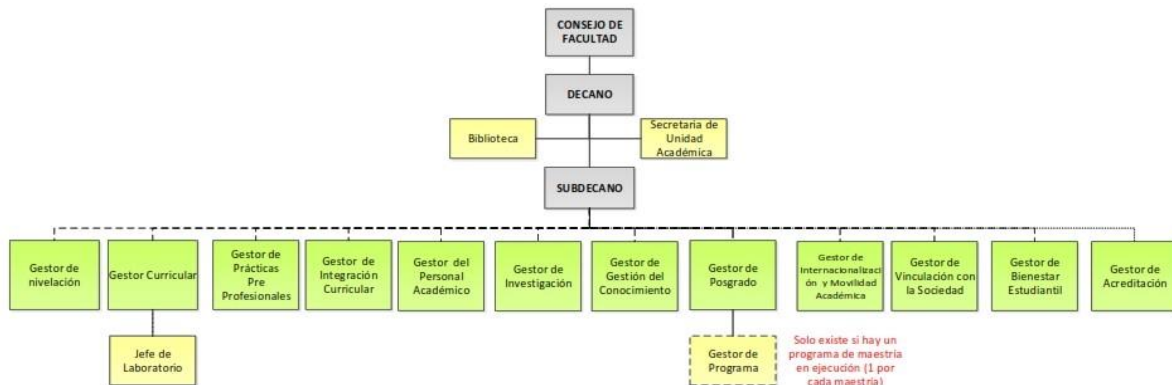 CONSEJO DE
FACULTAD
DECANO
Biblioteca
Secretaria de
Unidad
Académica
SUBDECANO
Gestor de
nivelación
Gestor Curricular
Gestor de
Prácticas
Pre
Profesionales
Gestor de
Integración
Curricular
Gestor del
Personal
Académico
Gestor de
Investigación
Gestor de
Gestión del
Conocimiento
Gestor de
Posgrado
Gestor de
Internacionalizaci
ón y Movilidad
Académica
Gestor de
Vinculación con
la Sociedad
Gestor de
Bienestar
Estudiantil
Gestor de
Acreditación
Jefe de
Laboratorio
Gestor de
Programa
Solo existe si hay un
programa de maestría
en ejecución (1 por
cada maestría)